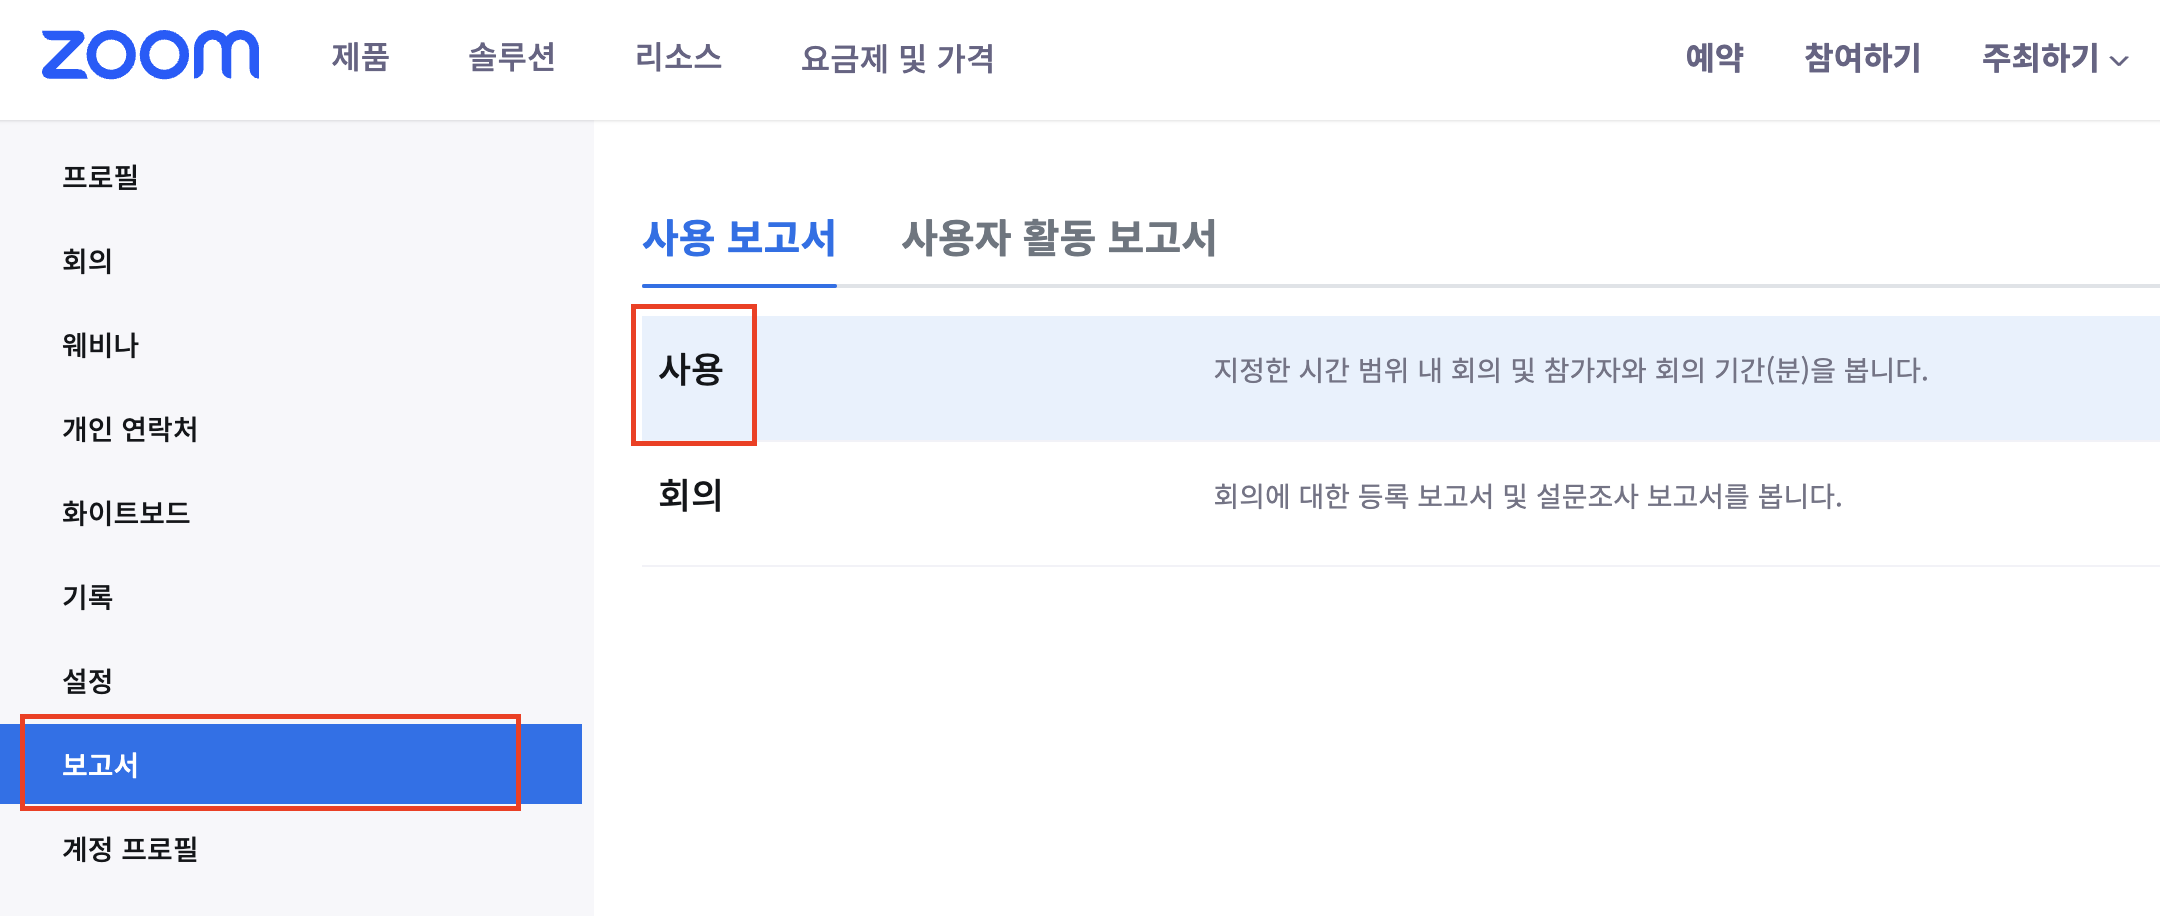 zoom 제품 솔루션 리소스 요금제 및 가격 예약 참여하기 주최하기
프로필
회의
웨비나
개인 연락처
화이트보드
기록
설정
보고서
계정 프로필
사용 보고서 사용자 활동 보고서
사용 지정한 시간 범위 내 회의 및 참가자와 회의 기간(분)을 봅니다.
회의 회의에 대한 등록 보고서 및 설문조사 보고서를 봅니다.